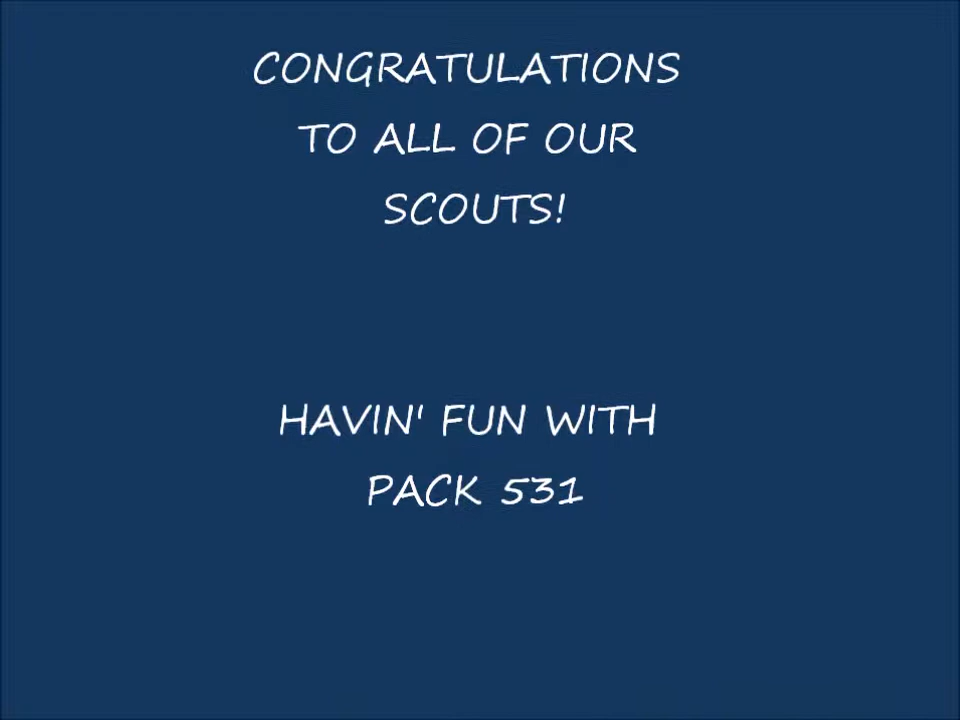 CONGRATULATIONS
TO ALL OF OUR
SCOUTS!
HAVIN' FUN WITH
PACK 531